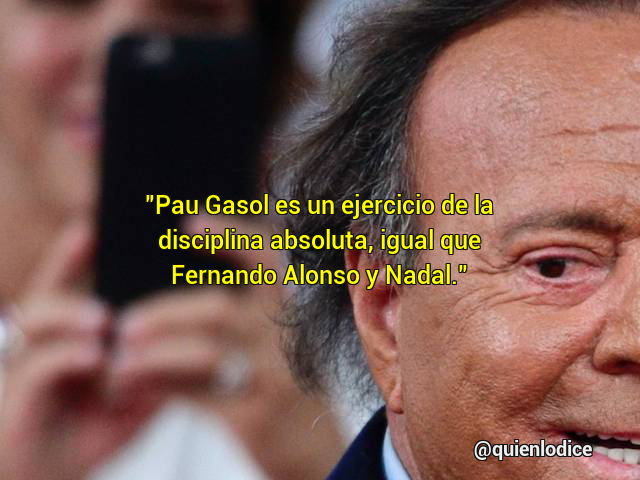 "Pau Gasol es un ejercicio de la
disciplina absoluta, igual que
Fernando Alonso y Nadal."
@quienlodice